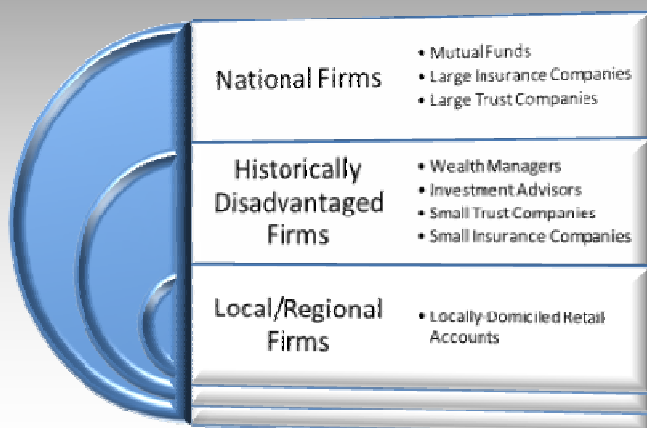 National Firms
• Mutual Funds
• Large Insurance Companies
• Large Trust Companies
Historically
Disadvantaged
Firms
• Wealth Managers
• Investment Advisors
• Small Trust Companies
• Small Insurance Companies
Local/Regional
Firms
• Locally-Domiciled Retail
Accounts